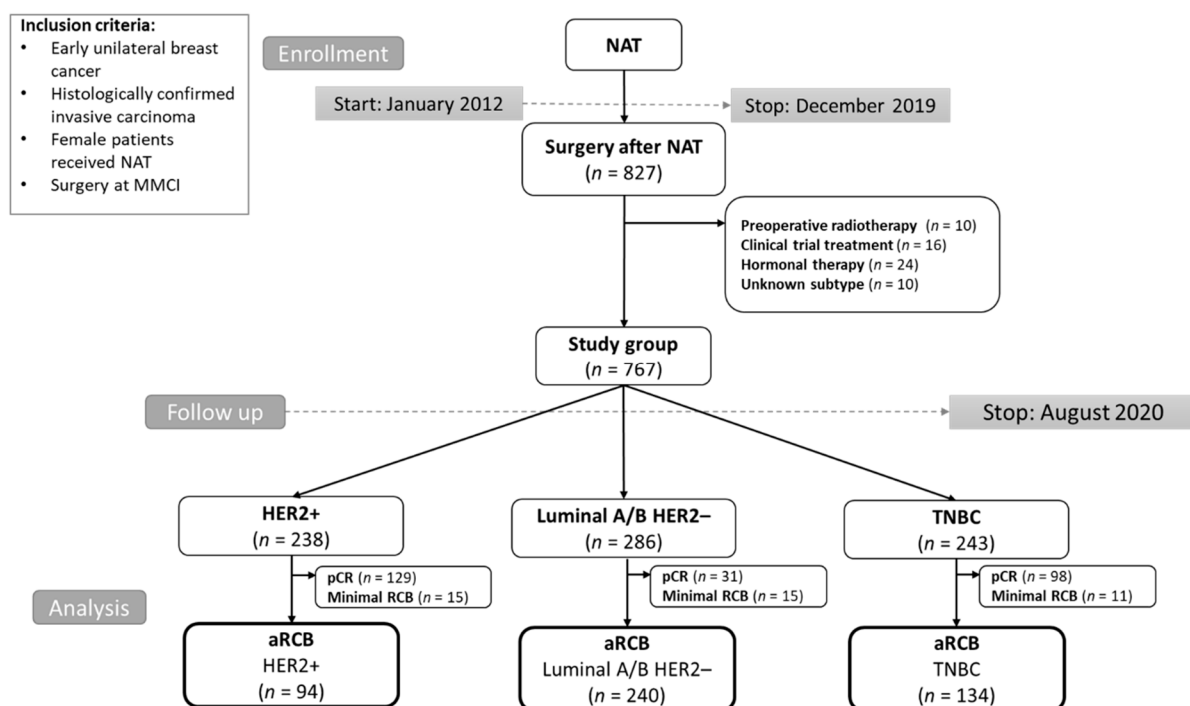 Inclusion criteria:
• Early unilateral breast
cancer
• Histologically confirmed
invasive carcinoma
• Female patients
received NAT
• Surgery at MMCI
Enrollment
NAT
Start: January 2012
Stop: December 2019
Surgery after NAT
(n = 827)
Preoperative radiotherapy (n = 10)
Clinical trial treatment (n = 16)
Hormonal therapy (n = 24)
Unknown subtype (n = 10)
Study group
(n = 767)
Follow up
Stop: August 2020
HER2+
(n = 238)
Luminal A/B HER2–
(n = 286)
TNBC
(n = 243)
pCR (n = 129)
Minimal RCB (n = 15)
pCR (n = 31)
Minimal RCB (n = 15)
pCR (n = 98)
Minimal RCB (n = 11)
Analysis
aRCB
HER2+
(n = 94)
aRCB
Luminal A/B HER2–
(n = 240)
aRCB
TNBC
(n = 134)